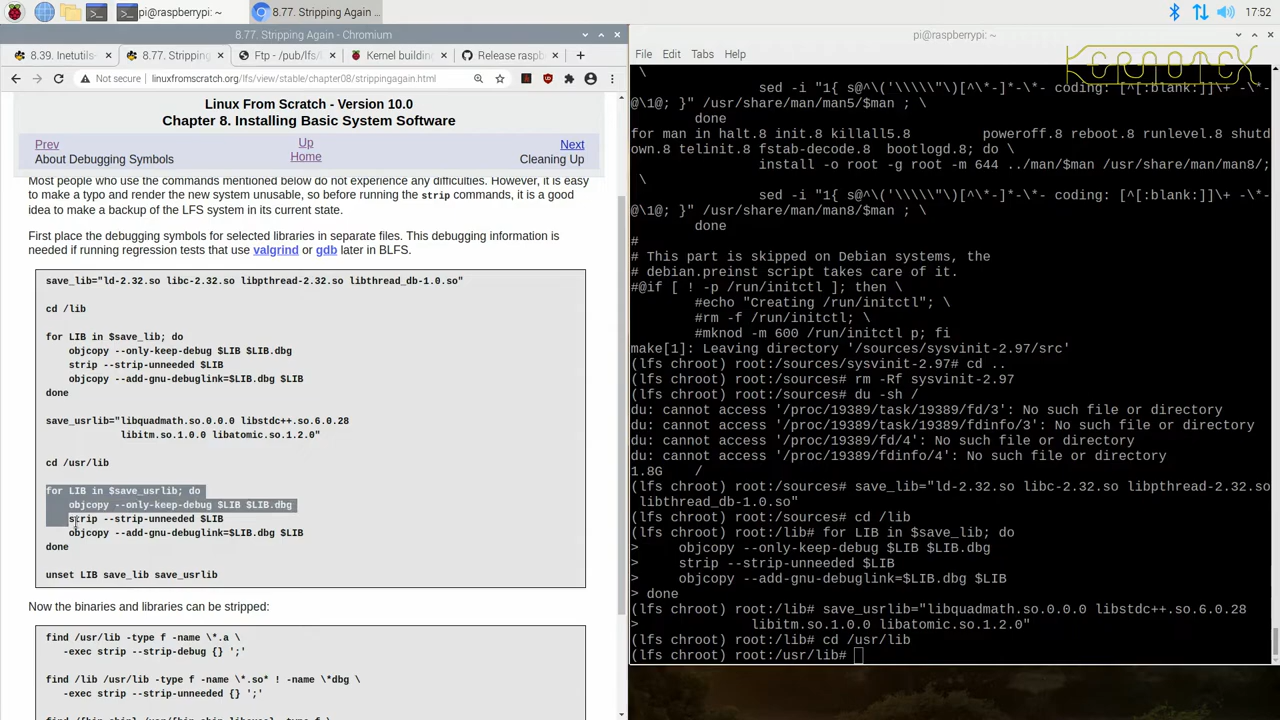 pi@raspberrypi: ~
8.77. Stripping Again ...
17:52
8.77. Stripping Again - Chromium
8.39. Inetutils-
8.77. Stripping
Ftp - pub/lfs/l
Kernel building
Release raspb
Not secure | linuxfromscratch.org/lfs/view/stable/chapter08/strippingagain.html
Linux From Scratch - Version 10.0
Chapter 8. Installing Basic System Software
Prev
Up
Next
About Debugging Symbols
Home
Cleaning Up
Most people who use the commands mentioned below do not experience any difficulties. However, it is easy
to make a typo and render the new system unusable, so before running the strip commands, it is a good
idea to make a backup of the LFS system in its current state.
First place the debugging symbols for selected libraries in separate files. This debugging information is
needed if running regression tests that use valgrind or gdb later in BLFS.
save_lib="ld-2.32.so libc-2.32.so libpthread-2.32.so libthread_db-1.0.so"
cd /lib
for LIB in $save_lib; do
objcopy --only-keep-debug $LIB $LIB.dbg
strip --strip-unneeded $LIB
objcopy --add-gnu-debuglink=$LIB.dbg $LIB
done
save_usrlib="libquadmath.so.0.0.0 libstdc++.so.6.0.28
libitm.so.1.0.0 libatomic.so.1.2.0"
cd /usr/lib
for LIB in $save_usrlib; do
objcopy --only-keep-debug $LIB $LIB.dbg
strip --strip-unneeded $LIB
objcopy --add-gnu-debuglink=$LIB.dbg $LIB
done
unset LIB save_lib save_usrlib
Now the binaries and libraries can be stripped:
find /usr/lib -type f -name \*.a \
-exec strip --strip-debug {} ';'
find /lib /usr/lib -type f -name \*.so* ! -name \*dbg \
-exec strip --strip-unneeded {} ';'
pi@raspberrypi: ~
File Edit Tabs Help
\
sed -i "1{ s@^\('\\\\\"\)[^*-]*-\*- coding: [^[:blank:]]\+ -\*-
@\1@; }" /usr/share/man/man5/$man ; \
done
for man in halt.8 init.8 killall5.8 poweroff.8 reboot.8 runlevel.8 shutd
own.8 telinit.8 fstab-decode.8 bootlogd.8; do \
install -o root -g root -m 644 ../man/$man /usr/share/man/man8/;
\
sed -i "1{ s@^\('\\\\\"\)[^*-]*-\*- coding: [^[:blank:]]\+ -\*-
@\1@; }" /usr/share/man/man8/$man ; \
done
#
# This part is skipped on Debian systems, the
# debian.preinst script takes care of it.
#@if [ ! -p /run/initctl ]; then \
#echo "Creating /run/initctl"; \
#rm -f /run/initctl; \
#mknod -m 600 /run/initctl p; fi
make[1]: Leaving directory '/sources/sysvinit-2.97/src'
(lfs chroot) root:/sources/sysvinit-2.97# cd ..
(lfs chroot) root:/sources# rm -Rf sysvinit-2.97
(lfs chroot) root:/sources# du -sh /
du: cannot access '/proc/19389/task/19389/fd/3': No such file or directory
du: cannot access '/proc/19389/task/19389/fdinfo/3': No such file or directory
du: cannot access '/proc/19389/fd/4': No such file or directory
du: cannot access '/proc/19389/fdinfo/4': No such file or directory
1.8G /
(lfs chroot) root:/sources# save_lib="ld-2.32.so libc-2.32.so libpthread-2.32.so
libthread_db-1.0.so"
(lfs chroot) root:/sources# cd /lib
(lfs chroot) root:/lib# for LIB in $save_lib; do
> objcopy --only-keep-debug $LIB $LIB.dbg
> strip --strip-unneeded $LIB
> objcopy --add-gnu-debuglink=$LIB.dbg $LIB
> done
(lfs chroot) root:/lib# save_usrlib="libquadmath.so.0.0.0 libstdc++.so.6.0.28
> libitm.so.1.0.0 libatomic.so.1.2.0"
(lfs chroot) root:/lib# cd /usr/lib
(lfs chroot) root:/usr/lib#